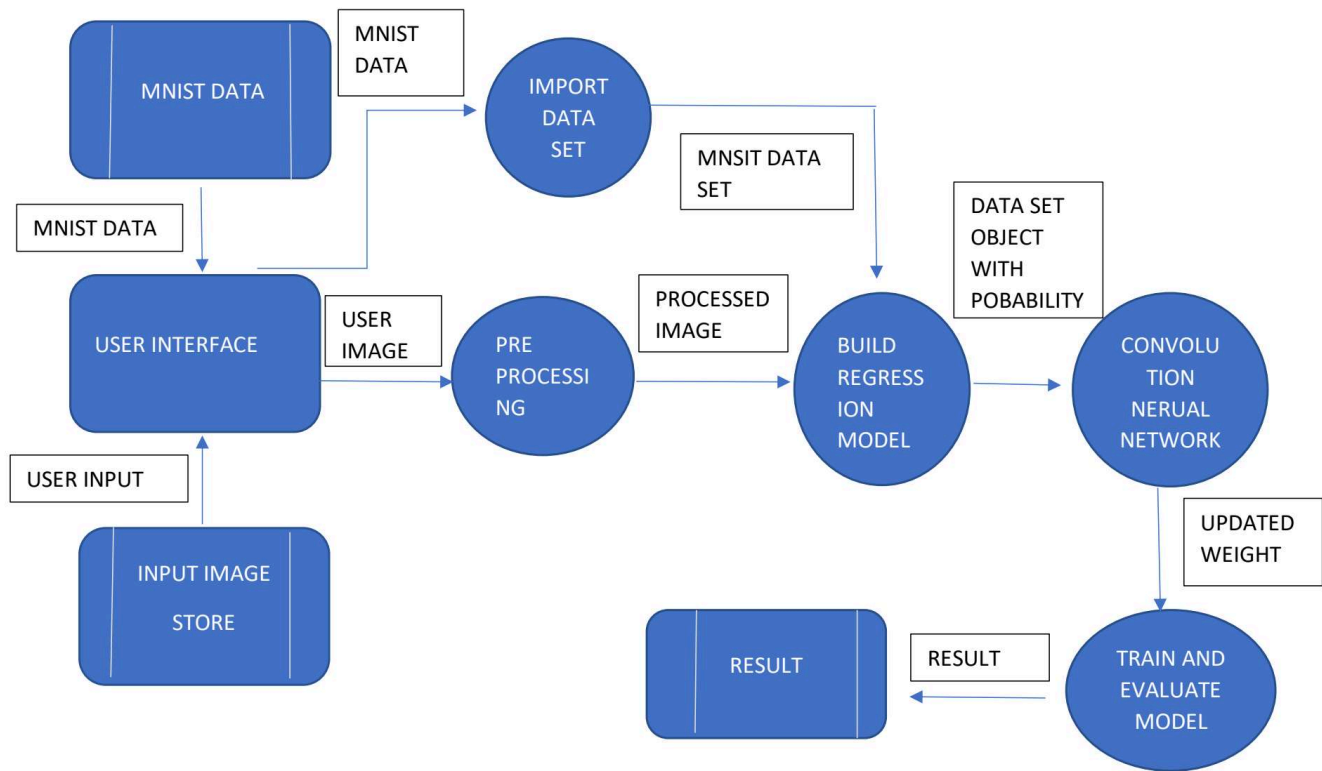 MNIST DATA
MNIST
DATA
IMPORT
DATA
SET
MNSIT DATA
SET
MNIST DATA
DATA SET
OBJECT
WITH
POBABILITY
USER INTERFACE
USER
IMAGE
PRE
PROCESSI
NG
PROCESSED
IMAGE
BUILD
REGRESS
ION
MODEL
CONVOLU
TION
NERUAL
NETWORK
USER INPUT
INPUT IMAGE
STORE
UPDATED
WEIGHT
TRAIN AND
EVALUATE
MODEL
RESULT
RESULT